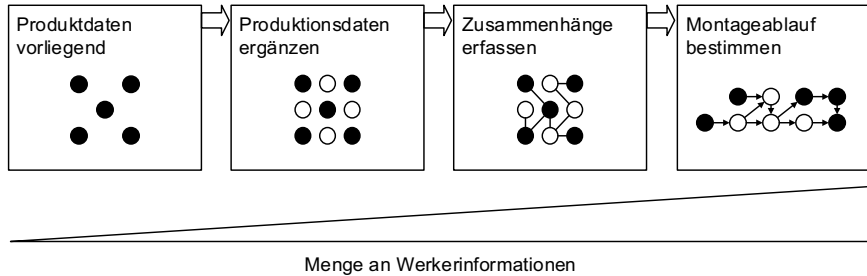 Produktdaten
vorliegend
Produktionsdaten
ergänzen
Zusammenhänge
erfassen
Montageablauf
bestimmen
Menge an Werkerinformationen